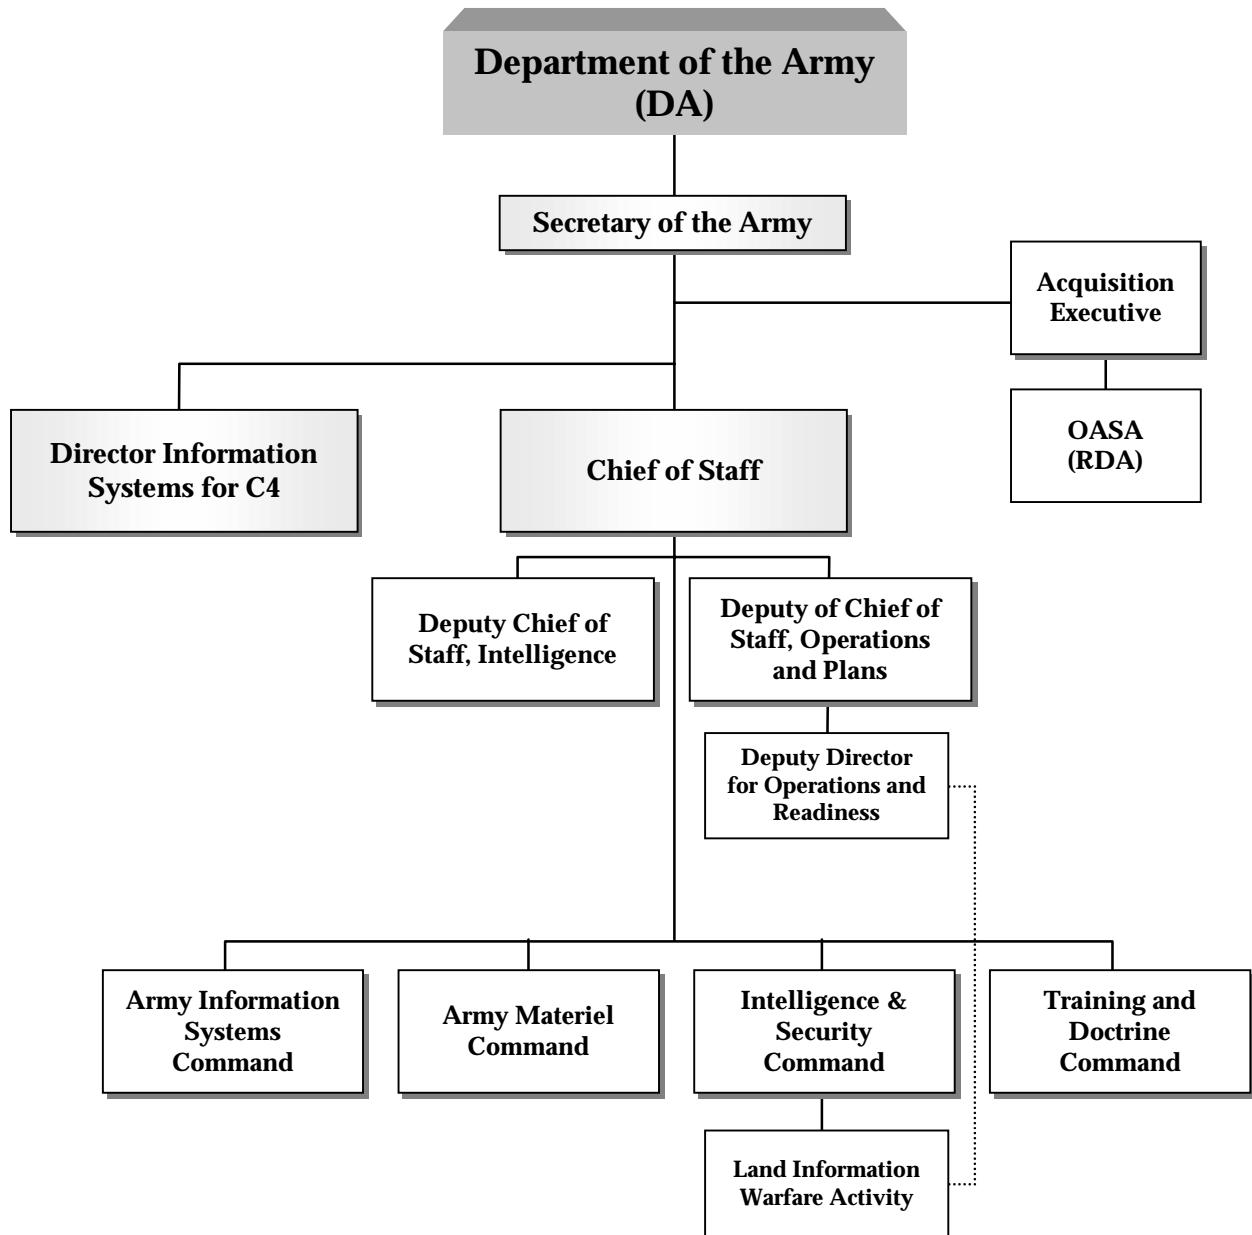 Department of the Army
(DA)
Secretary of the Army
Acquisition
Executive
OASA
(RDA)
Director Information
Systems for C4
Chief of Staff
Deputy Chief of
Staff, Intelligence
Deputy of Chief of
Staff, Operations
and Plans
Deputy Director
for Operations and
Readiness
Army Information
Systems
Command
Army Materiel
Command
Intelligence &
Security
Command
Training and
Doctrine
Command
Land Information
Warfare Activity